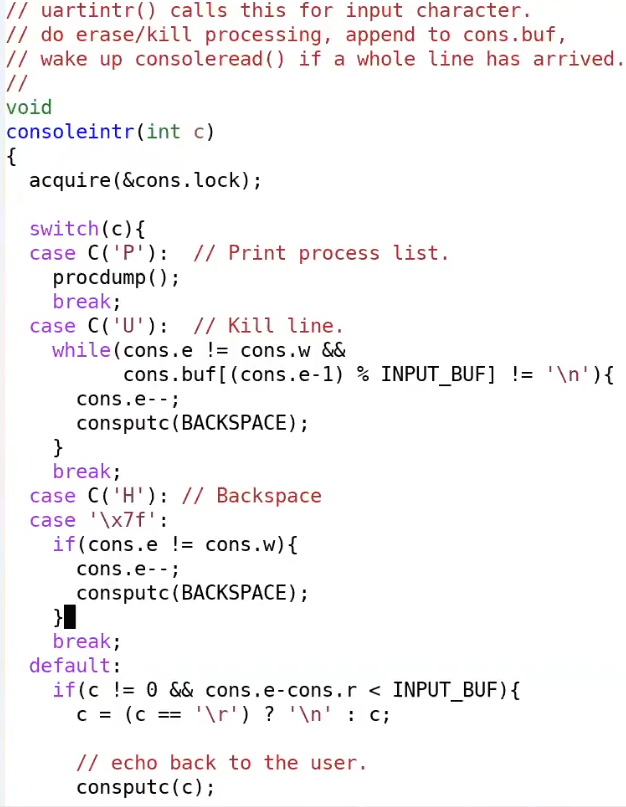 // uartintr() calls this for input character.
// do erase/kill processing, append to cons.buf,
// wake up consoleread() if a whole line has arrived.
//
void
consoleintr(int c)
{
  acquire(&cons.lock);

  switch(c){
  case C('P'):  // Print process list.
    procdump();
    break;
  case C('U'):  // Kill line.
    while(cons.e != cons.w &&
          cons.buf[(cons.e-1) % INPUT_BUF] != '\n'){
      cons.e--;
      consputc(BACKSPACE);
    }
    break;
  case C('H'): // Backspace
  case '\x7f':
    if(cons.e != cons.w){
      cons.e--;
      consputc(BACKSPACE);
    }
    break;
  default:
    if(c != 0 && cons.e-cons.r < INPUT_BUF){
      c = (c == '\r') ? '\n' : c;

      // echo back to the user.
      consputc(c);